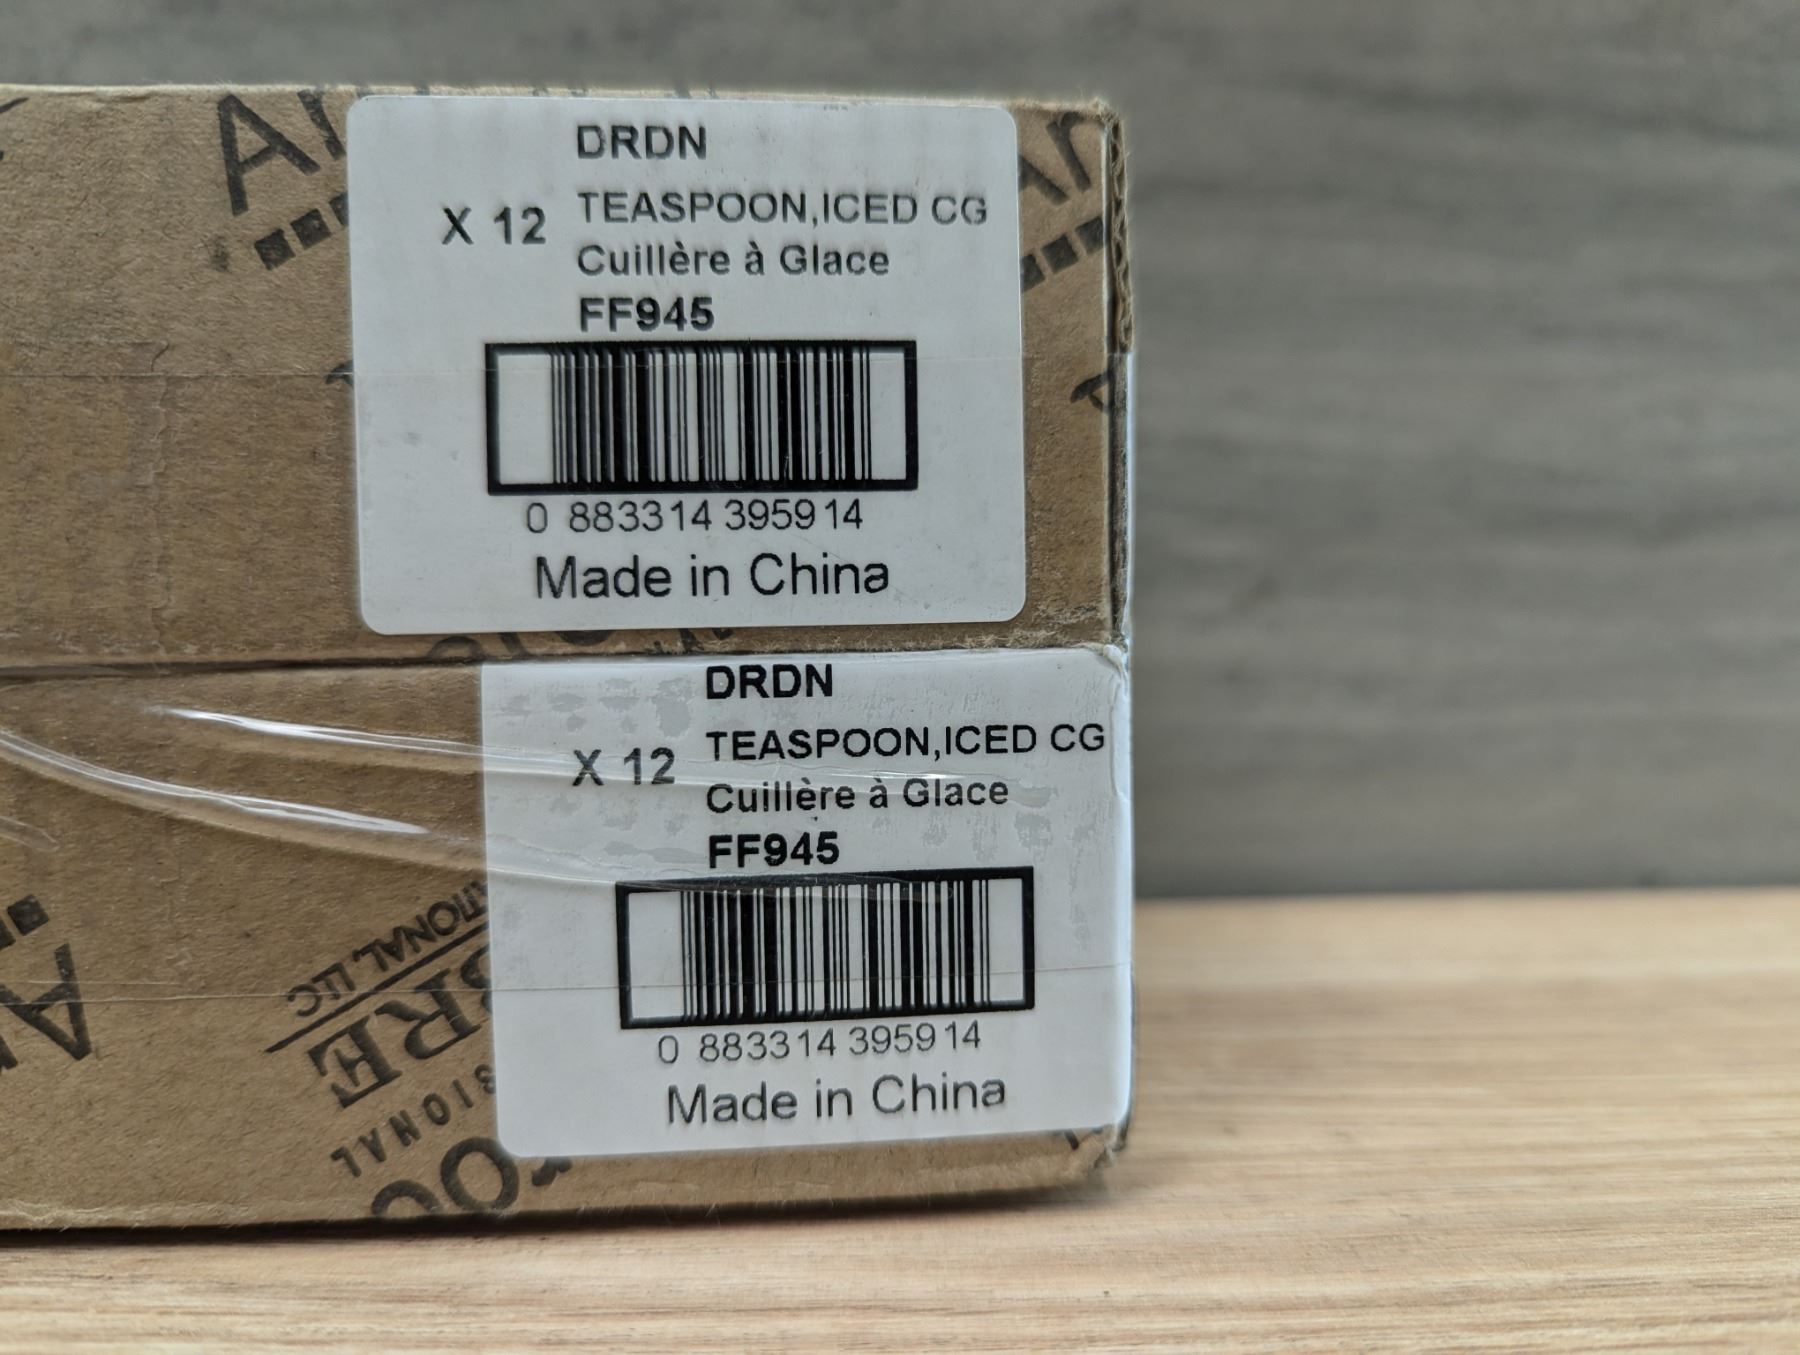 DRDN
X 12
TEASPOON,ICED CG
Cuillère à Glace
FF945
0 883314 395914
Made in China
DRDN
X 12
TEASPOON,ICED CG
Cuillère à Glace
FF945
0 883314 395914
Made in China
LLC